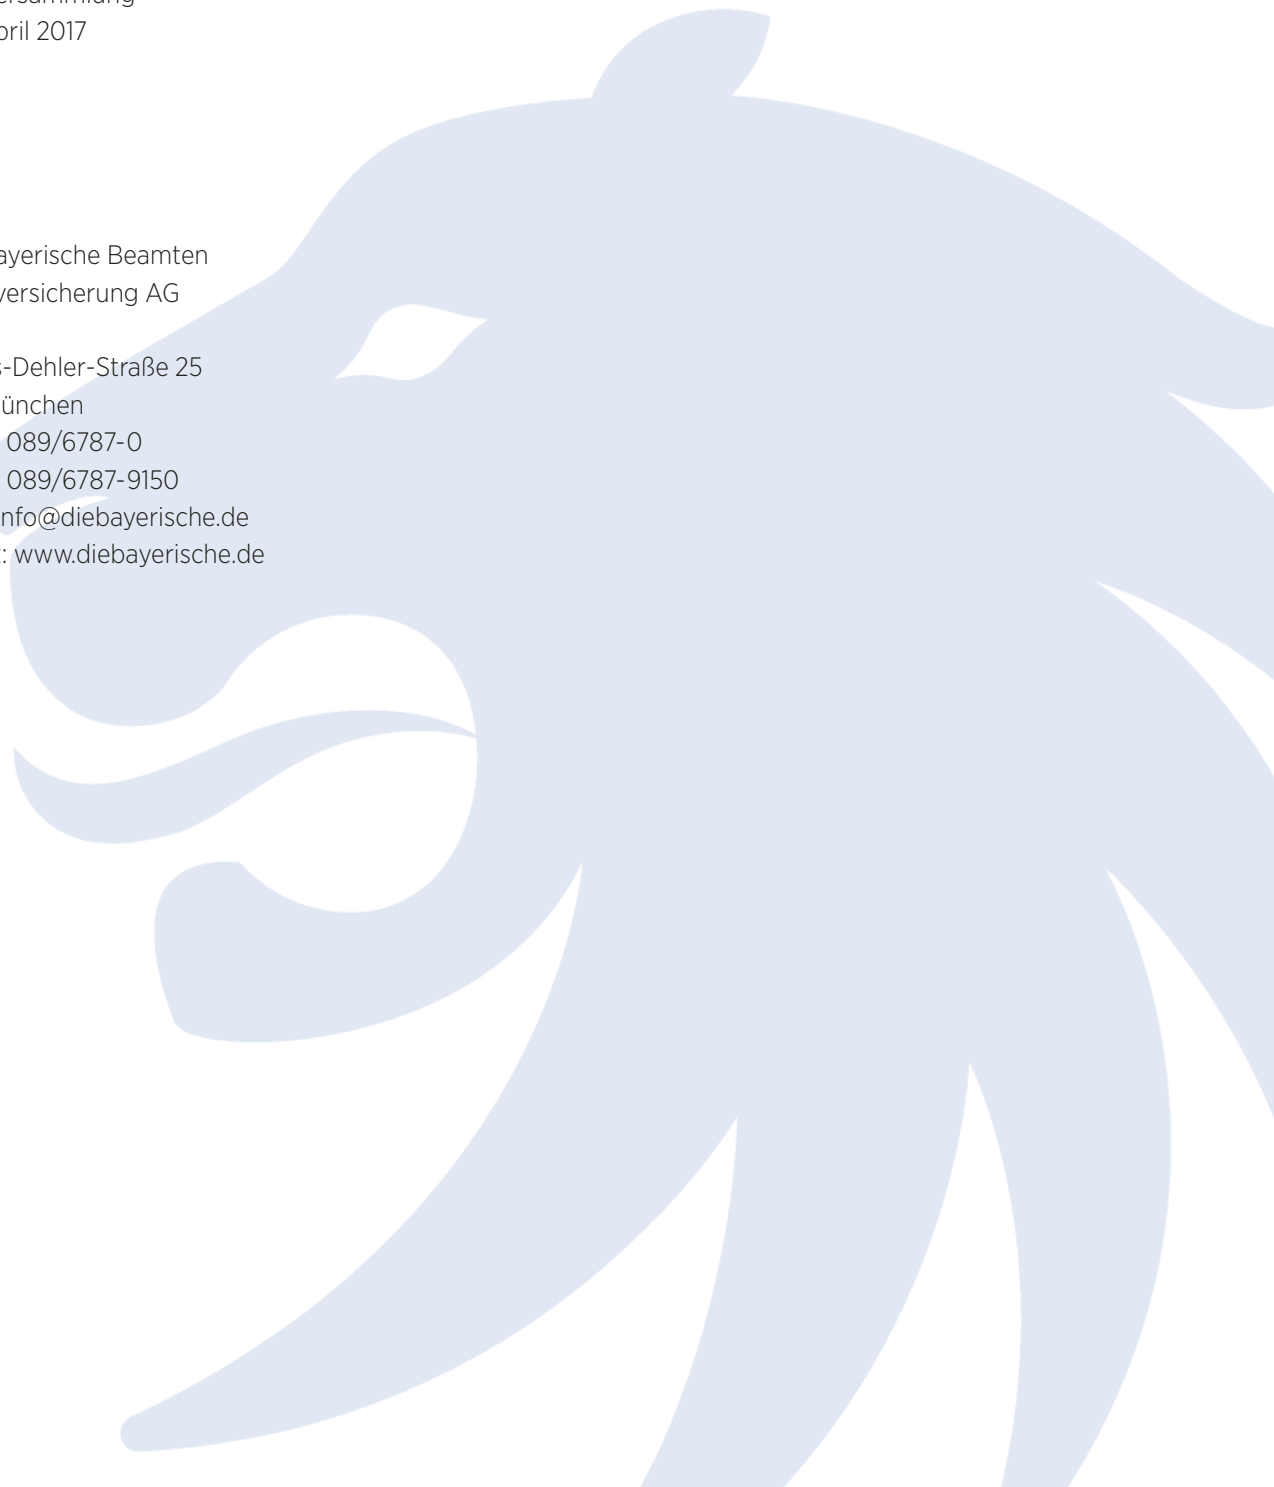 ersammlung
pril 2017
ayerische Beamten
versicherung AG
s-Dehler-Straße 25
ünchen
089/6787-0
089/6787-9150
nfo@diebayerische.de
: www.diebayerische.de